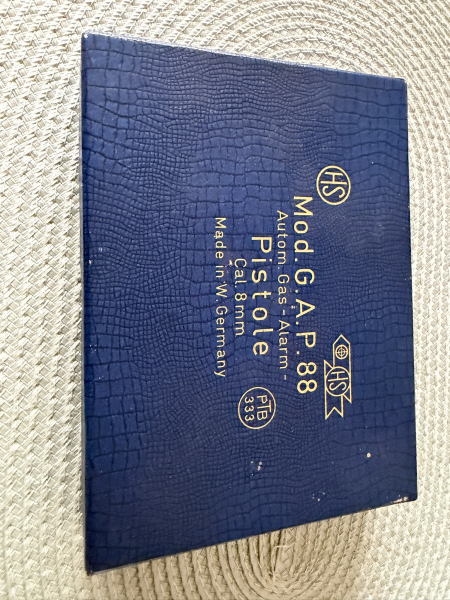 HS
Mod.G.A.P.88
HS
Autom.Gas-Alarm-
Pistole
Cal.8mm
Made in W.Germany
PTB
333